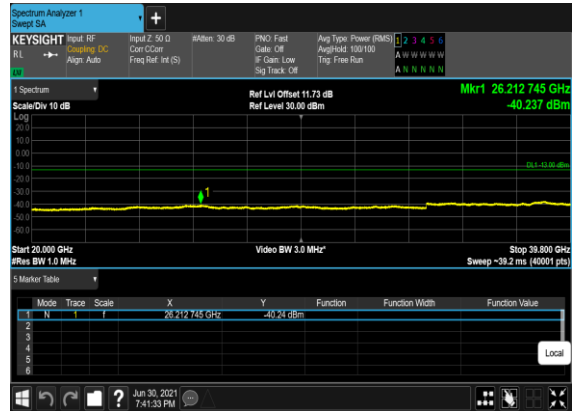 Spectrum Analyzer 1
Swept SA
+
KEYSIGHT
RL
Input: RF
Coupling: DC
Align: Auto
Input Z: 50 Ω
Corr CCorr
Freq Ref: Int (S)
#Atten: 30 dB
PNO: Fast
Gate: Off
IF Gain: Low
Sig Track: Off
Avg Type: Power (RMS)
Avg|Hold: 100/100
Trig: Free Run
1 2 3 4 5 6
A W W W W W
A N N N N N
1 Spectrum
Scale/Div 10 dB
Ref Lvl Offset 11.73 dB
Ref Level 30.00 dBm
Mkr1 26.212 745 GHz
-40.237 dBm
Log
20.0
10.0
0.00
-10.0
-20.0
-30.0
-40.0
-50.0
-60.0
1
DL1 -13.00 dBm
Start 20.000 GHz
#Res BW 1.0 MHz
Video BW 3.0 MHz*
Stop 39.800 GHz
Sweep ~39.2 ms (40001 pts)
5 Marker Table
Mode Trace Scale X Y Function Function Width Function Value
1 N 1 f 26.212 745 GHz -40.24 dBm
2
3
4
5
6
Local
?
Jun 30, 2021
7:41:33 PM